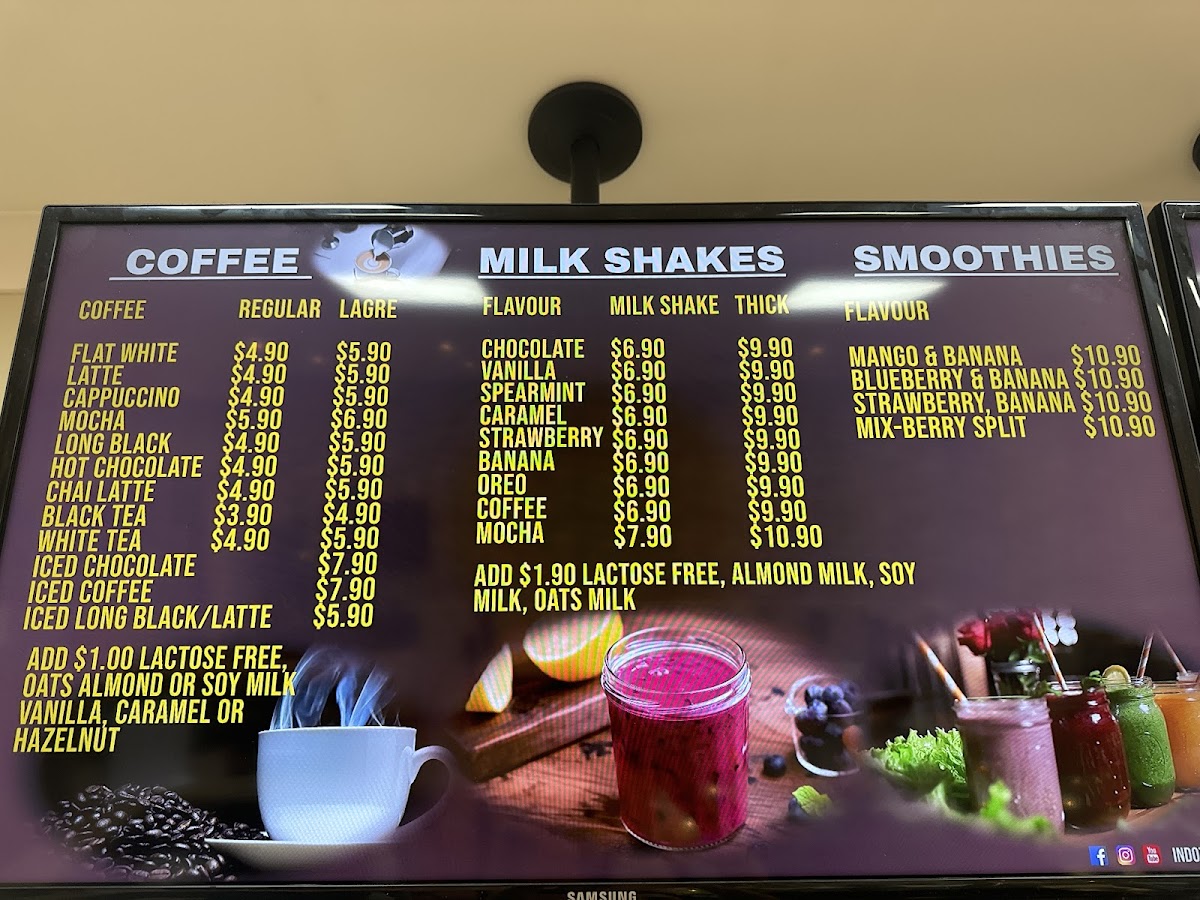 COFFEE
COFFEE REGULAR LAGRE
FLAT WHITE $4.90 $5.90
LATTE $4.90 $5.90
CAPPUCCINO $4.90 $5.90
MOCHA $5.90 $6.90
LONG BLACK $4.90 $5.90
HOT CHOCOLATE $4.90 $5.90
CHAI LATTE $4.90 $5.90
BLACK TEA $3.90 $4.90
WHITE TEA $4.90 $5.90
ICED CHOCOLATE $7.90
ICED COFFEE $7.90
ICED LONG BLACK/LATTE $5.90
ADD $1.00 LACTOSE FREE,
OATS ALMOND OR SOY MILK
VANILLA, CARAMEL OR
HAZELNUT
MILK SHAKES
FLAVOUR MILK SHAKE THICK
CHOCOLATE $6.90 $9.90
VANILLA $6.90 $9.90
SPEARMINT $6.90 $9.90
CARAMEL $6.90 $9.90
STRAWBERRY $6.90 $9.90
BANANA $6.90 $9.90
OREO $6.90 $9.90
COFFEE $6.90 $9.90
MOCHA $7.90 $10.90
ADD $1.90 LACTOSE FREE, ALMOND MILK, SOY
MILK, OATS MILK
SMOOTHIES
FLAVOUR
MANGO & BANANA $10.90
BLUEBERRY & BANANA $10.90
STRAWBERRY, BANANA $10.90
MIX-BERRY SPLIT $10.90
SAMSUNG